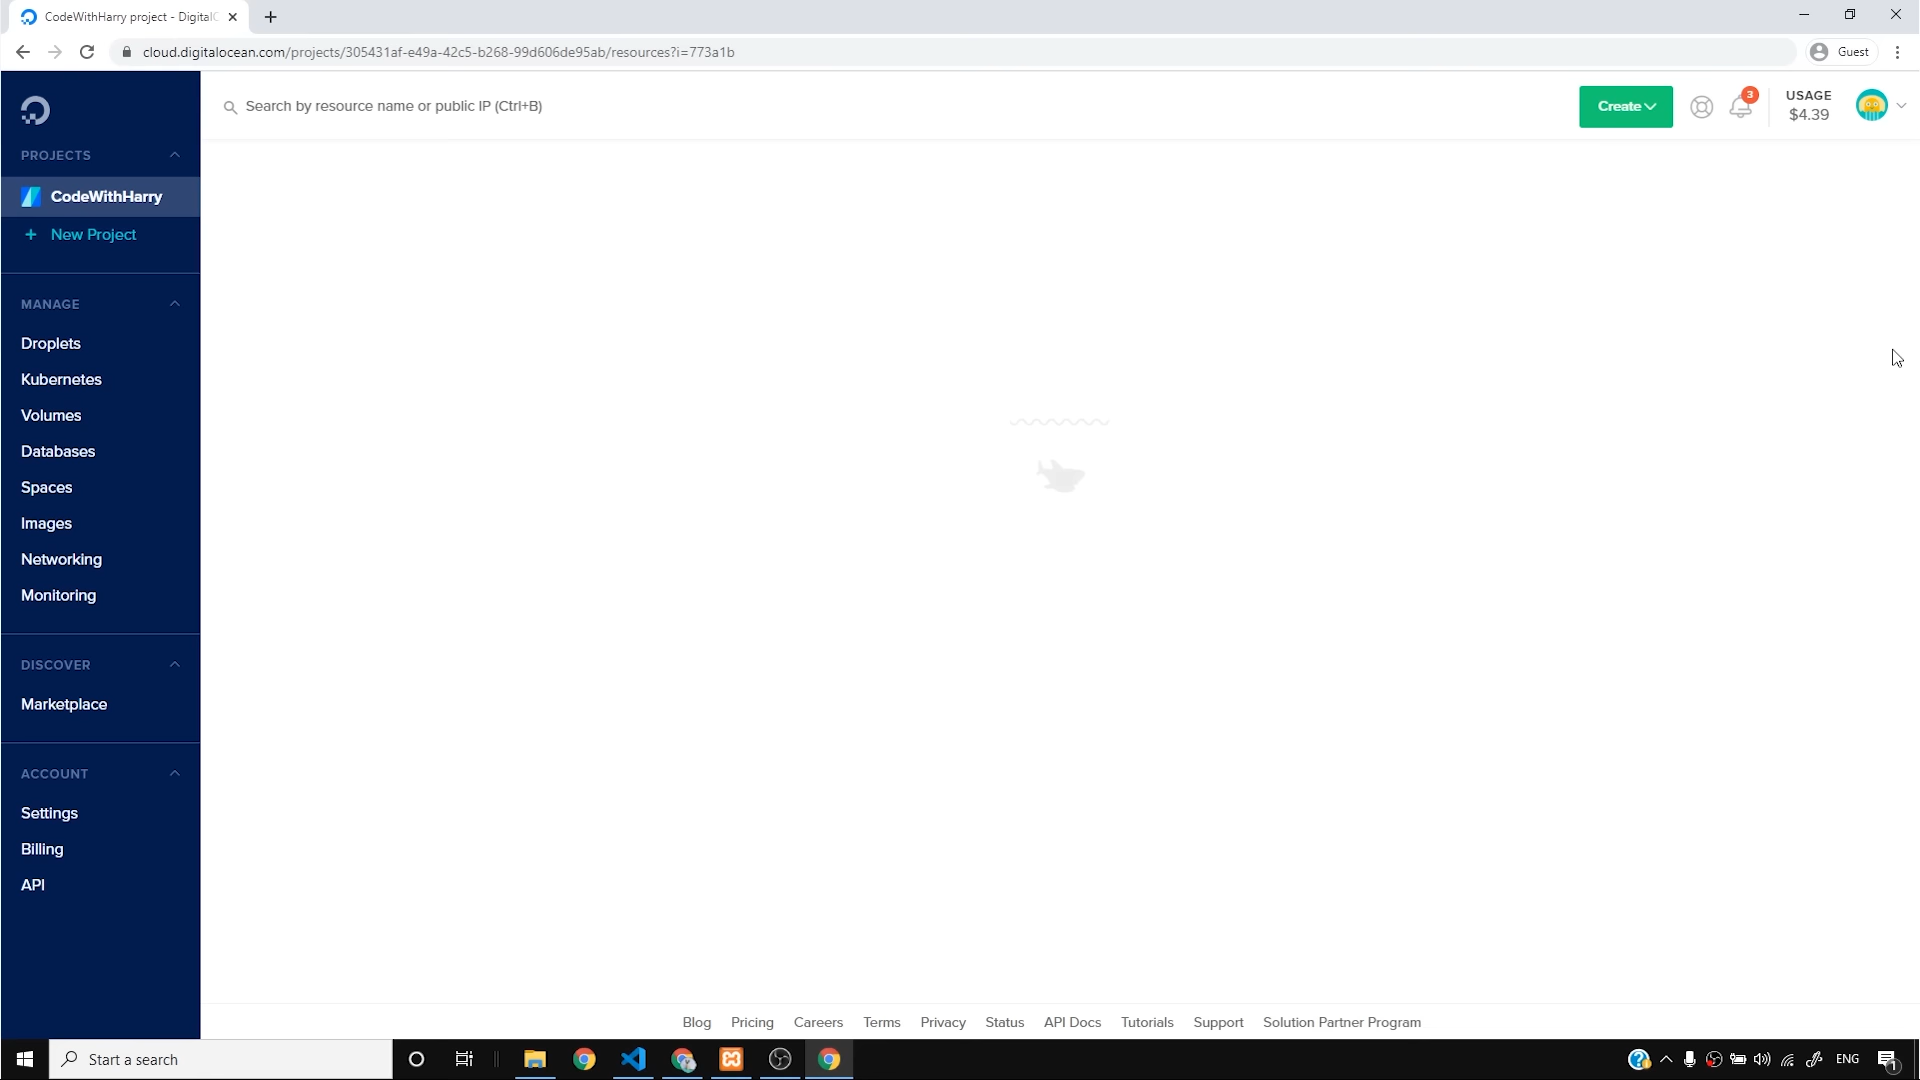 CodeWithHarry project - Digital
cloud.digitalocean.com/projects/305431af-e49a-42c5-b268-99d606de95ab/resources?i=773a1b
Guest
Search by resource name or public IP (Ctrl+B)
Create
3
USAGE
$4.39
PROJECTS
CodeWithHarry
+ New Project
MANAGE
Droplets
Kubernetes
Volumes
Databases
Spaces
Images
Networking
Monitoring
DISCOVER
Marketplace
ACCOUNT
Settings
Billing
API
Blog Pricing Careers Terms Privacy Status API Docs Tutorials Support Solution Partner Program
Start a search
ENG
1